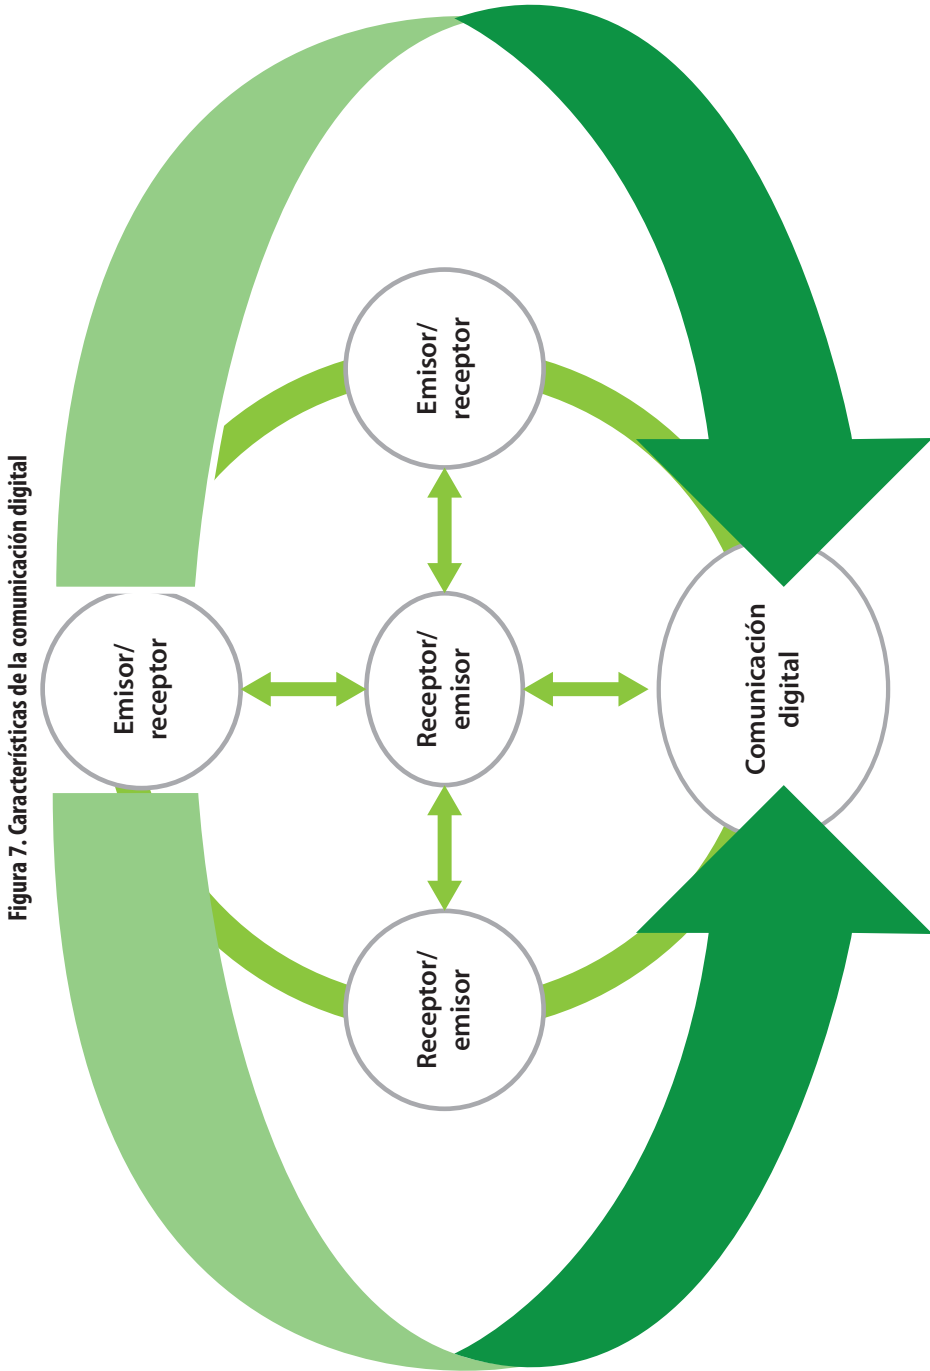 Figura 7. Características de la comunicación digital
Emisor/
receptor
Receptor/
emisor
Receptor/
emisor
Emisor/
receptor
Comunicación
digital